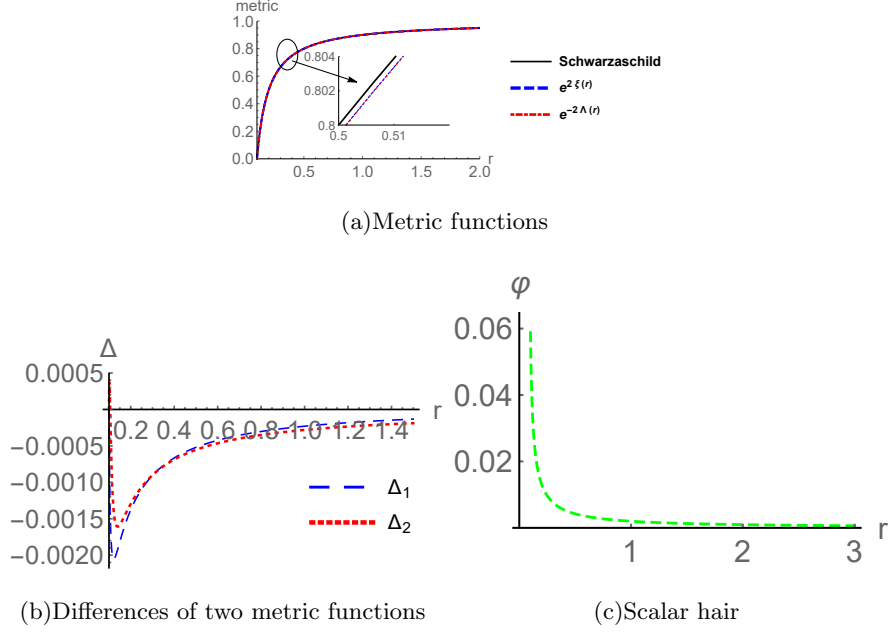 metric
1.0
0.8
0.6
0.4
0.2
0.0
0.5
1.0
1.5
2.0
r
0.804
0.802
0.8
0.5
0.51
Schwarzaschild
e^{2 ξ(r)}
e^{-2 Λ(r)}
(a)Metric functions
Δ
0.0005
-0.0005
-0.0010
-0.0015
-0.0020
0.2 0.4 0.6 0.8 1.0 1.2 1.4
r
Δ₁
Δ₂
(b)Differences of two metric functions
φ
0.06
0.04
0.02
1
2
3
r
(c)Scalar hair